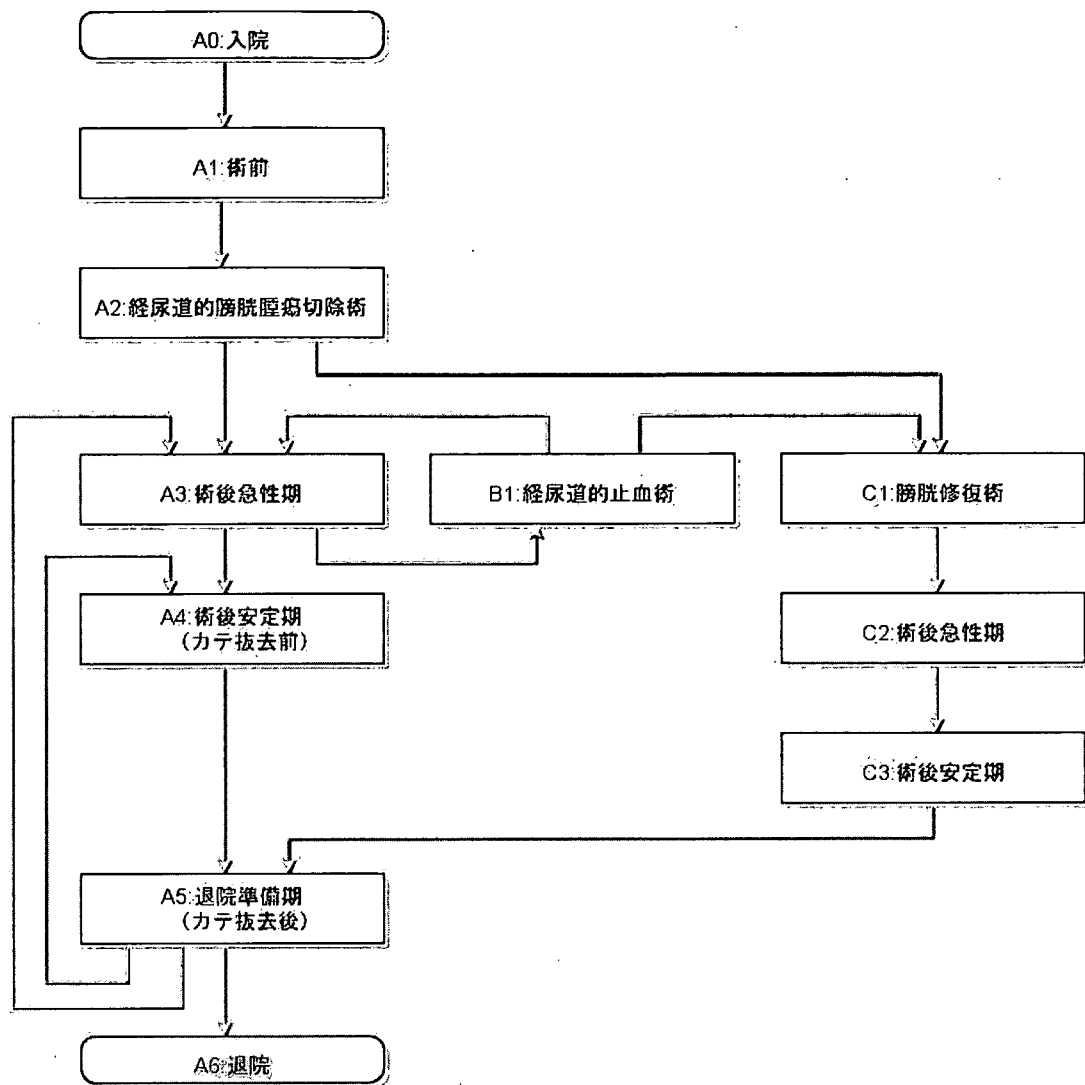 A0:入院
A1:術前
A2:経尿道的膀胱腫瘍切除術
A3:術後急性期
B1:経尿道的止血術
C1:膀胱修復術
A4:術後安定期
(カテ抜去前)
C2:術後急性期
C3:術後安定期
A5:退院準備期
(カテ抜去後)
A6:退院